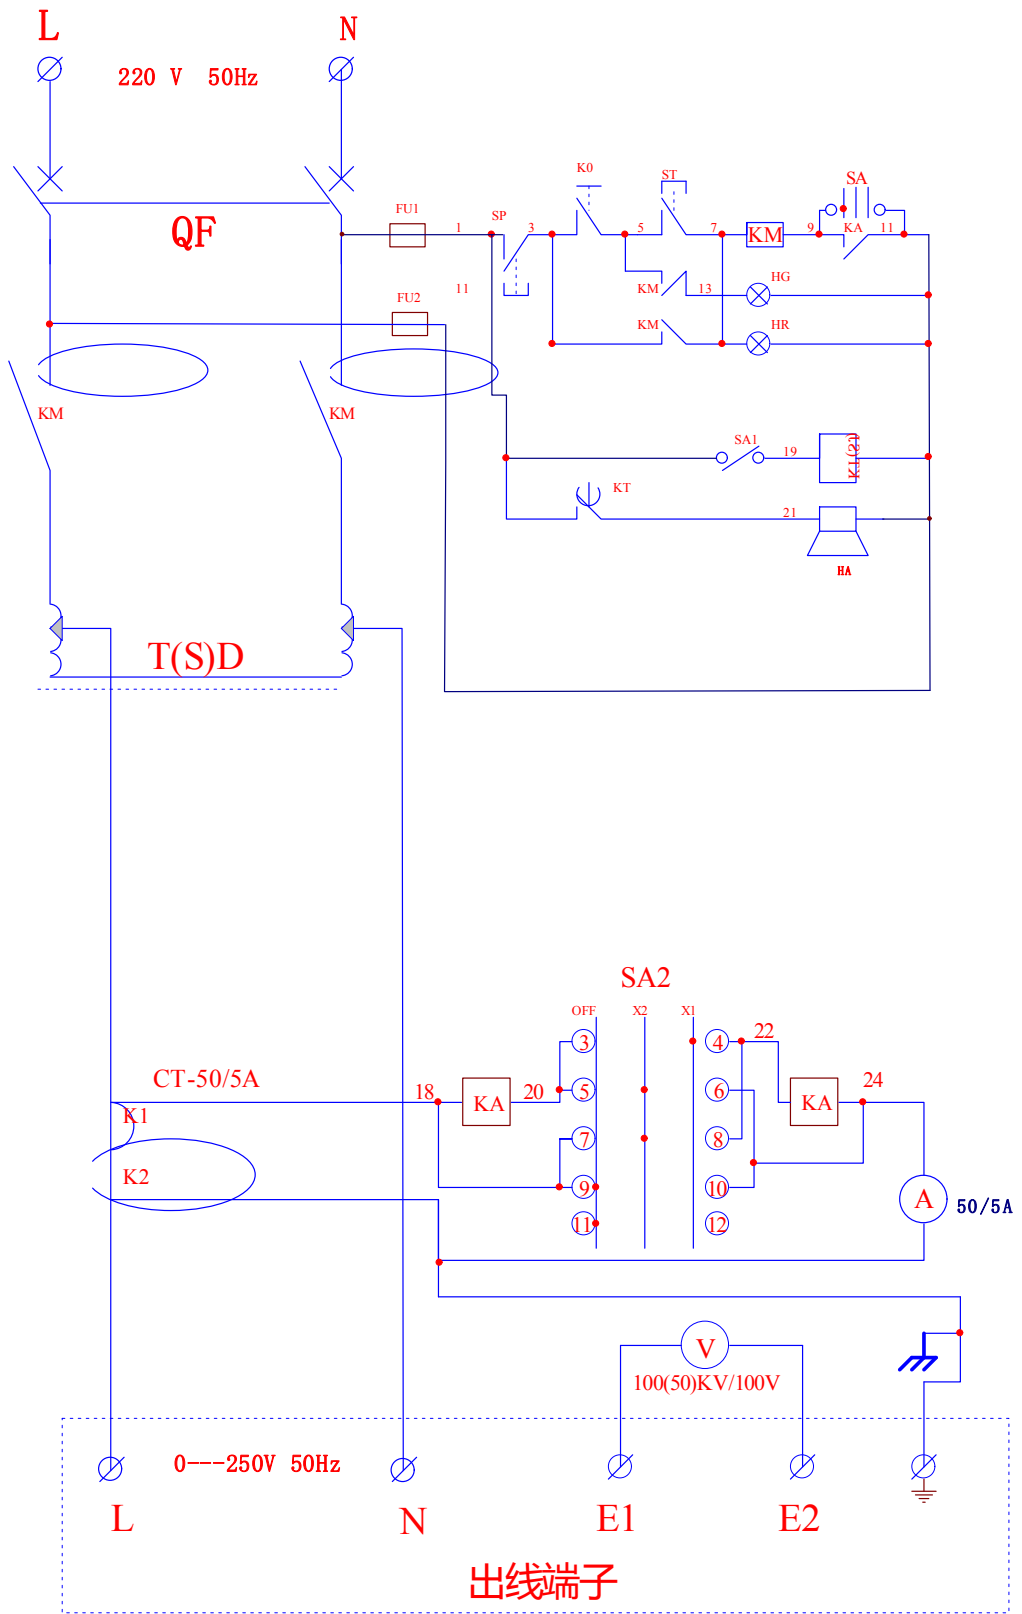 L N
220 V 50Hz
QF
FU1 1 SP 3 K0 5 ST 7 KM 9 SA KA 11
FU2 11 KM 13 HG
KM HR
KM KM
SA1 19
KT 21
HA
T(S)D
SA2
OFF X2 X1
3 4 22
CT-50/5A 18 KA 20 5 6 KA 24
K1
7 8
K2 9 10
11 12
A 50/5A
V
100(50)KV/100V
0---250V 50Hz
L N E1 E2
出线端子